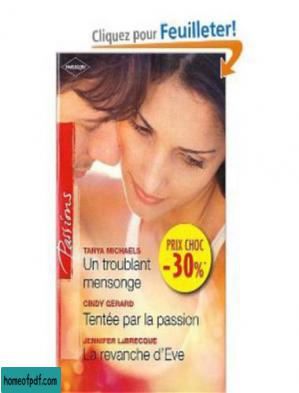 Cliquez pour Feuilleter!
HARLEQUIN
Passions
TANYA MICHAELS
Un troublant
mensonge
PRIX CHOC
-30%*
CINDY GERARD
Tentée par la passion
JENNIFER LABRECQUE
La revanche d'Eve
homeofpdf.com